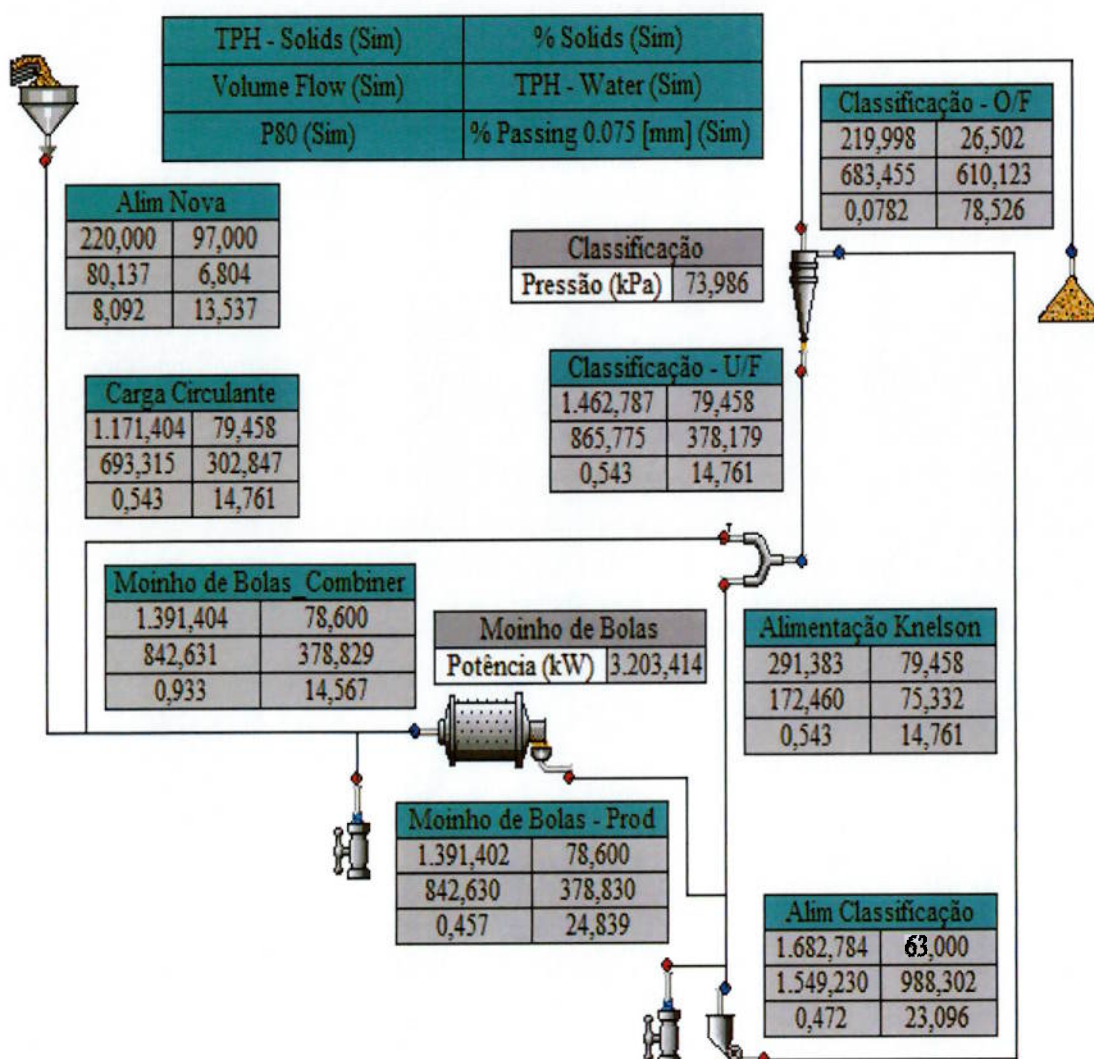 TPH - Solids (Sim) % Solids (Sim)
Volume Flow (Sim) TPH - Water (Sim)
P80 (Sim) % Passing 0.075 [mm] (Sim)
Classificação - O/F
219,998 26,502
683,455 610,123
0,0782 78,526
Alim Nova
220,000 97,000
80,137 6,804
8,092 13,537
Classificação
Pressão (kPa) 73,986
Classificação - U/F
1.462,787 79,458
865,775 378,179
0,543 14,761
Carga Circulante
1.171,404 79,458
693,315 302,847
0,543 14,761
Moinho de Bolas_Combiner
1.391,404 78,600
842,631 378,829
0,933 14,567
Moinho de Bolas
Potência (kW) 3.203,414
Alimentação Knelson
291,383 79,458
172,460 75,332
0,543 14,761
Moinho de Bolas - Prod
1.391,402 78,600
842,630 378,830
0,457 24,839
Alim Classificação
1.682,784 63,000
1.549,230 988,302
0,472 23,096